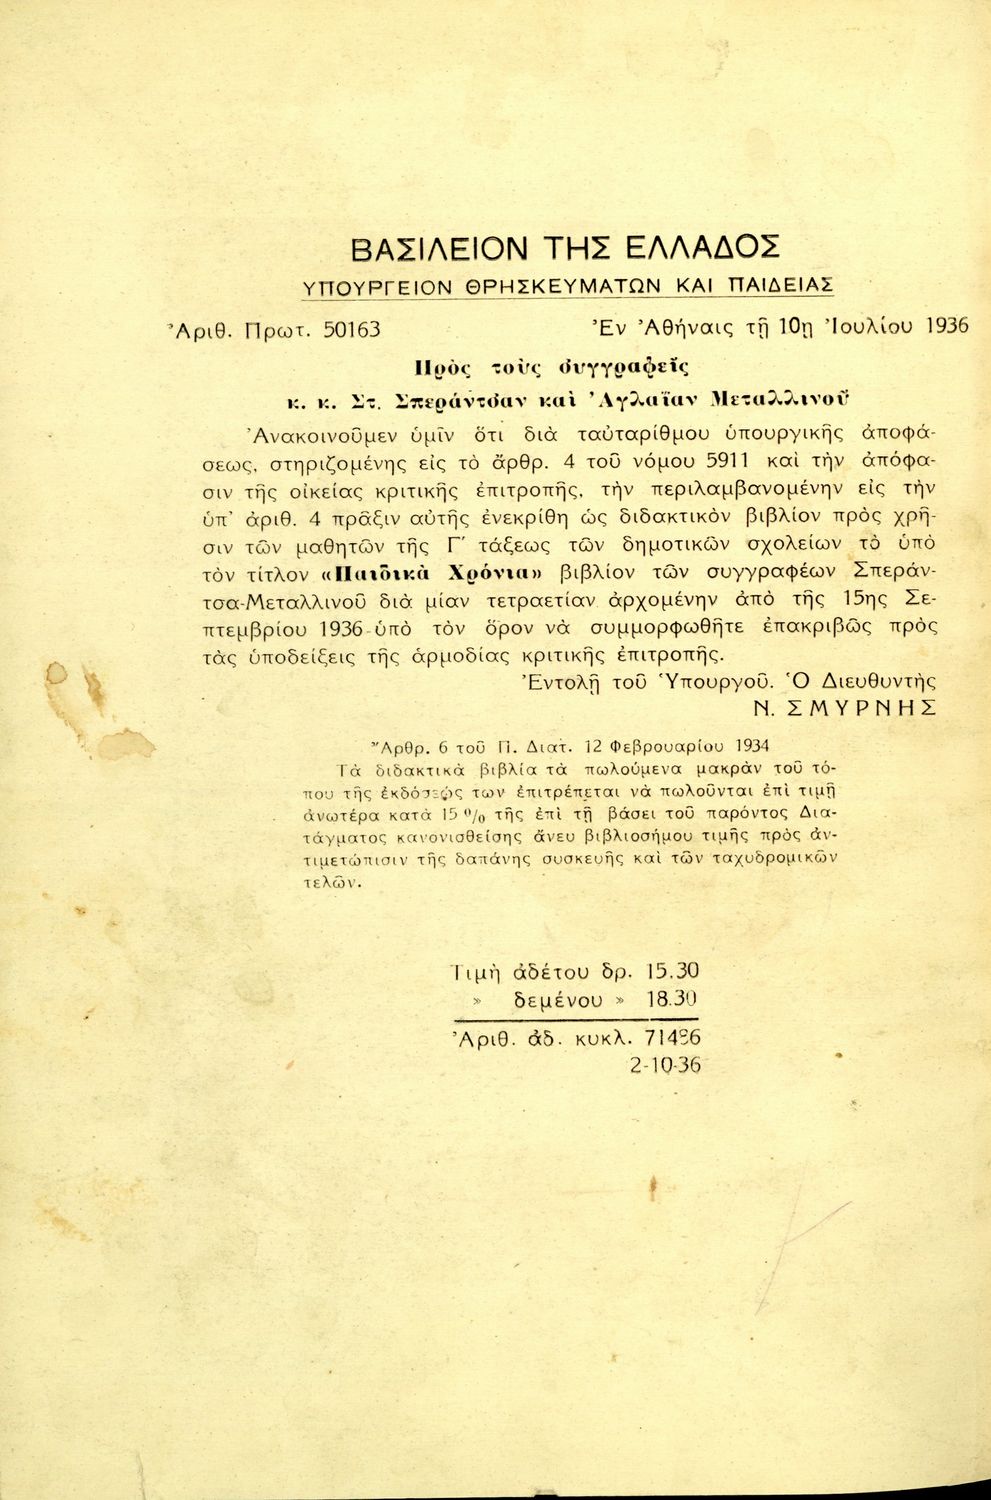 ΒΑΣΙΛΕΙΟΝ ΤΗΣ ΕΛΛΑΔΟΣ
ΥΠΟΥΡΓΕΙΟΝ ΘΡΗΣΚΕΥΜΑΤΩΝ ΚΑΙ ΠΑΙΔΕΙΑΣ
Ἀριθ. Πρωτ. 50163 Ἐν Ἀθήναις τῇ 10ῃ Ἰουλίου 1936
Πρὸς τοὺς συγγραφεῖς
κ. κ. Στ. Σπεράντσαν καὶ Ἀγλαΐαν Μεταλλινοῦ
Ἀνακοινοῦμεν ὑμῖν ὅτι διὰ ταὐταρίθμου ὑπουργικῆς ἀποφά-
σεως, στηριζομένης εἰς τὸ ἄρθρ. 4 τοῦ νόμου 5911 καὶ τὴν ἀπόφα-
σιν τῆς οἰκείας κριτικῆς ἐπιτροπῆς, τὴν περιλαμβανομένην εἰς τὴν
ὑπ' ἀριθ. 4 πρᾶξιν αὐτῆς ἐνεκρίθη ὡς διδακτικὸν βιβλίον πρὸς χρῆ-
σιν τῶν μαθητῶν τῆς Γ΄ τάξεως τῶν δημοτικῶν σχολείων τὸ ὑπὸ
τὸν τίτλον «Παιδικὰ Χρόνια» βιβλίον τῶν συγγραφέων Σπεράν-
τσα-Μεταλλινοῦ διὰ μίαν τετραετίαν ἀρχομένην ἀπὸ τῆς 15ης Σε-
πτεμβρίου 1936 ὑπὸ τὸν ὅρον νὰ συμμορφωθῆτε ἐπακριβῶς πρὸς
τὰς ὑποδείξεις τῆς ἁρμοδίας κριτικῆς ἐπιτροπῆς.
Ἐντολῇ τοῦ Ὑπουργοῦ. Ὁ Διευθυντὴς
Ν. ΣΜΥΡΝΗΣ
Ἄρθρ. 6 τοῦ Π. Διατ. 12 Φεβρουαρίου 1934
Τὰ διδακτικὰ βιβλία τὰ πωλούμενα μακρὰν τοῦ τό-
που τῆς ἐκδόσεώς των ἐπιτρέπεται νὰ πωλοῦνται ἐπὶ τιμῇ
ἀνωτέρα κατὰ 15 % τῆς ἐπὶ τῇ βάσει τοῦ παρόντος Δια-
τάγματος κανονισθείσης ἄνευ βιβλιοσήμου τιμῆς πρὸς ἀν-
τιμετώπισιν τῆς δαπάνης συσκευῆς καὶ τῶν ταχυδρομικῶν
τελῶν.
Τιμὴ ἀδέτου δρ. 15.30
» δεμένου » 18.30
Ἀριθ. ἀδ. κυκλ.
2-10-36